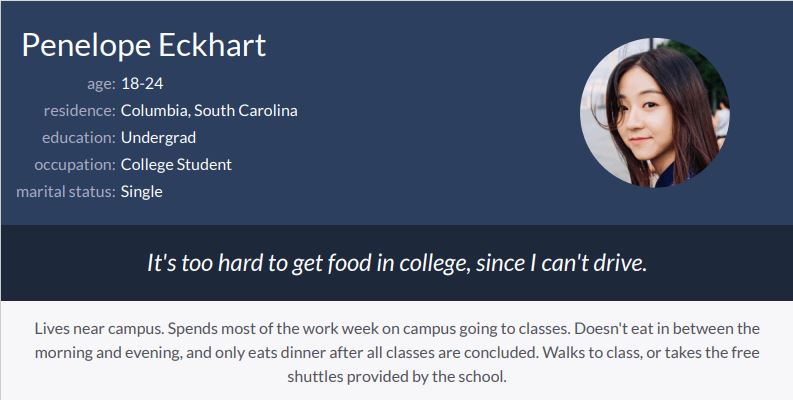 Penelope Eckhart
age: 18-24
residence: Columbia, South Carolina
education: Undergrad
occupation: College Student
marital status: Single
It's too hard to get food in college, since I can't drive.
Lives near campus. Spends most of the work week on campus going to classes. Doesn't eat in between the
morning and evening, and only eats dinner after all classes are concluded. Walks to class, or takes the free
shuttles provided by the school.